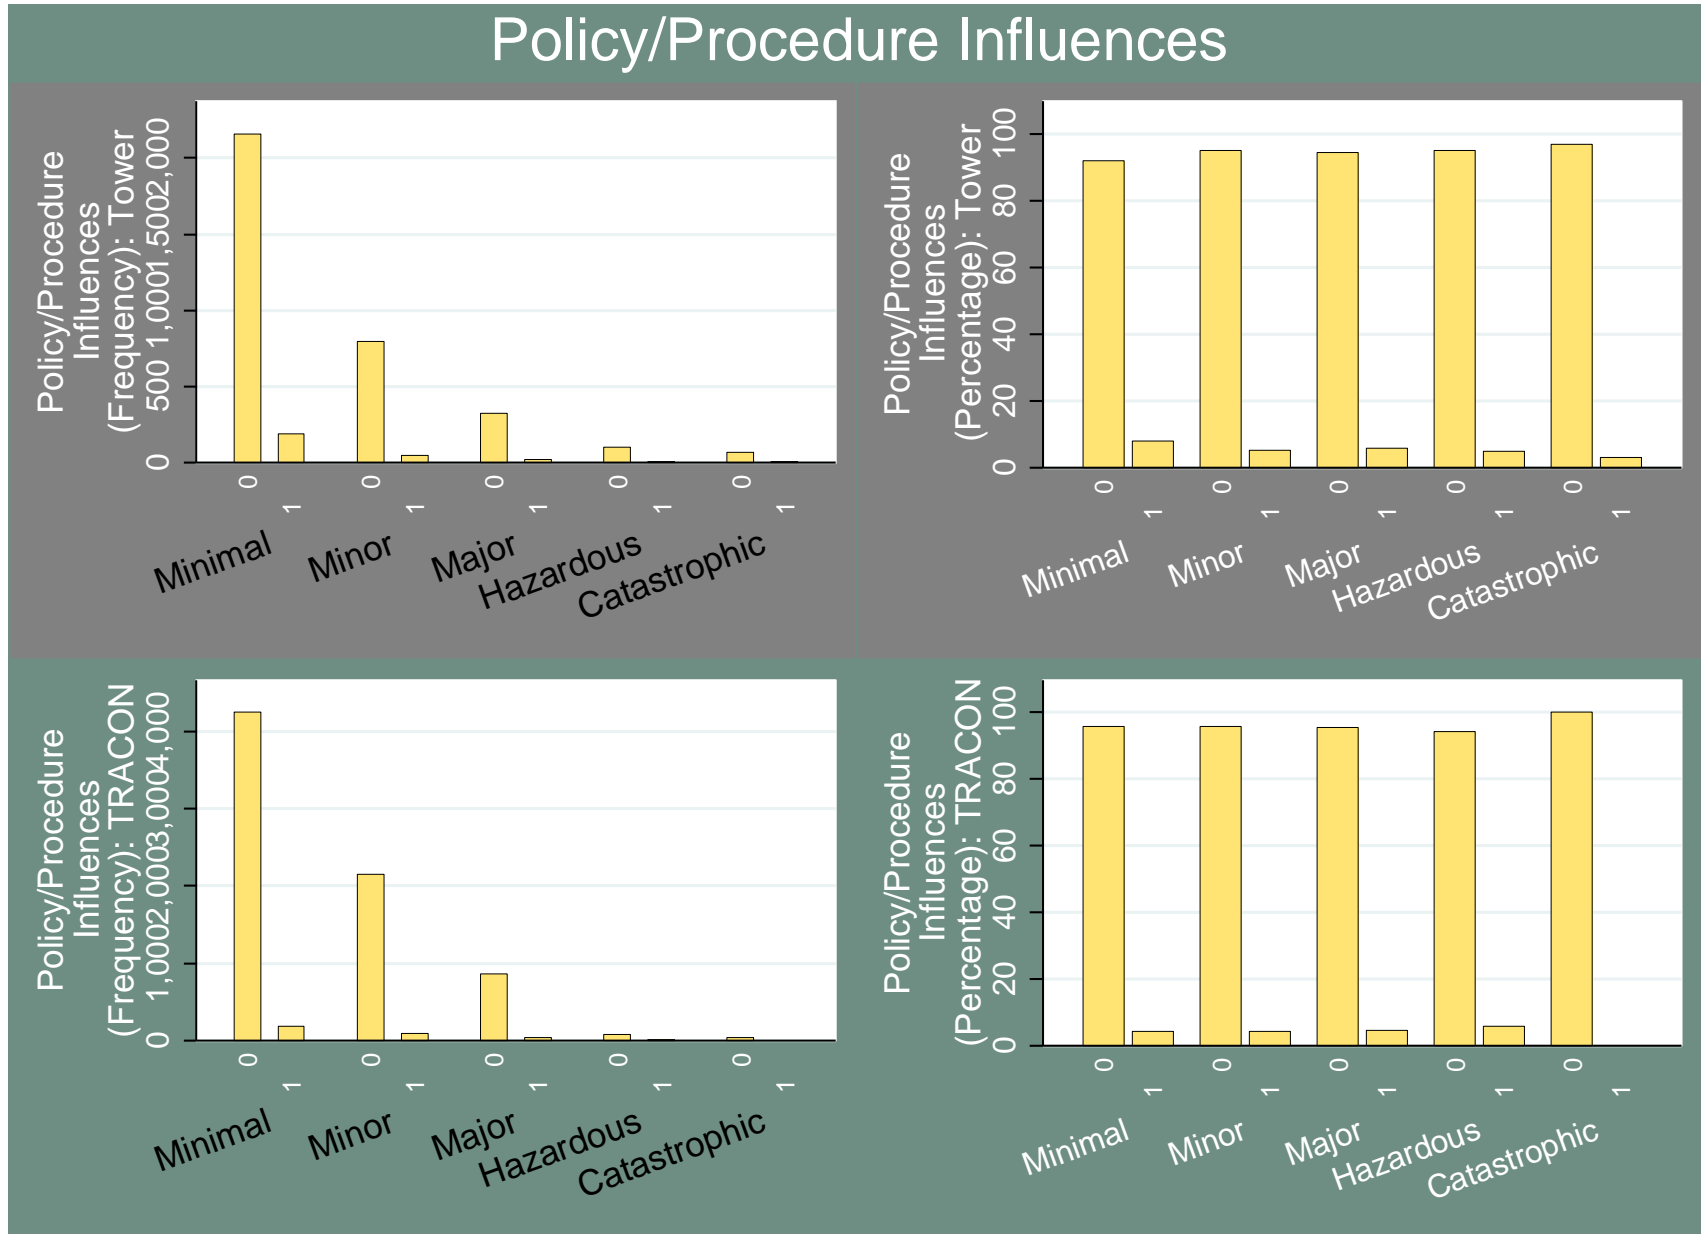 Policy/Procedure Influences
Policy/Procedure
Influences
(Frequency): Tower
0 500 1,000 1,500 2,000
0 1 0 1 0 1 0 1 0 1
Minimal Minor Major Hazardous Catastrophic
Policy/Procedure
Influences
(Percentage): Tower
0 20 40 60 80 100
0 1 0 1 0 1 0 1 0 1
Minimal Minor Major Hazardous Catastrophic
Policy/Procedure
Influences
(Frequency): TRACON
0 1,000 2,000 3,000 4,000
0 1 0 1 0 1 0 1 0 1
Minimal Minor Major Hazardous Catastrophic
Policy/Procedure
Influences
(Percentage): TRACON
0 20 40 60 80 100
0 1 0 1 0 1 0 1 0 1
Minimal Minor Major Hazardous Catastrophic